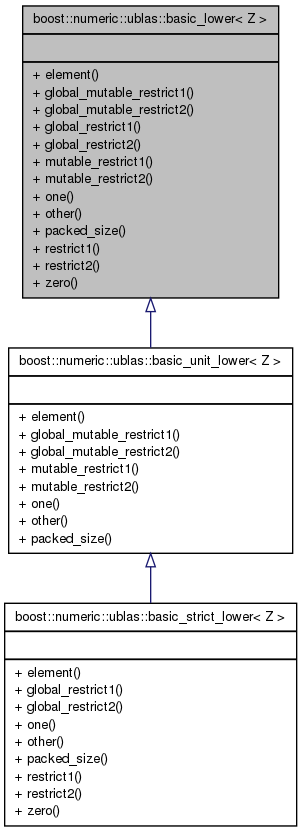 boost::numeric::ublas::basic_lower< Z >
+ element()
+ global_mutable_restrict1()
+ global_mutable_restrict2()
+ global_restrict1()
+ global_restrict2()
+ mutable_restrict1()
+ mutable_restrict2()
+ one()
+ other()
+ packed_size()
+ restrict1()
+ restrict2()
+ zero()
boost::numeric::ublas::basic_unit_lower< Z >
+ element()
+ global_mutable_restrict1()
+ global_mutable_restrict2()
+ mutable_restrict1()
+ mutable_restrict2()
+ one()
+ other()
+ packed_size()
boost::numeric::ublas::basic_strict_lower< Z >
+ element()
+ global_restrict1()
+ global_restrict2()
+ one()
+ other()
+ packed_size()
+ restrict1()
+ restrict2()
+ zero()